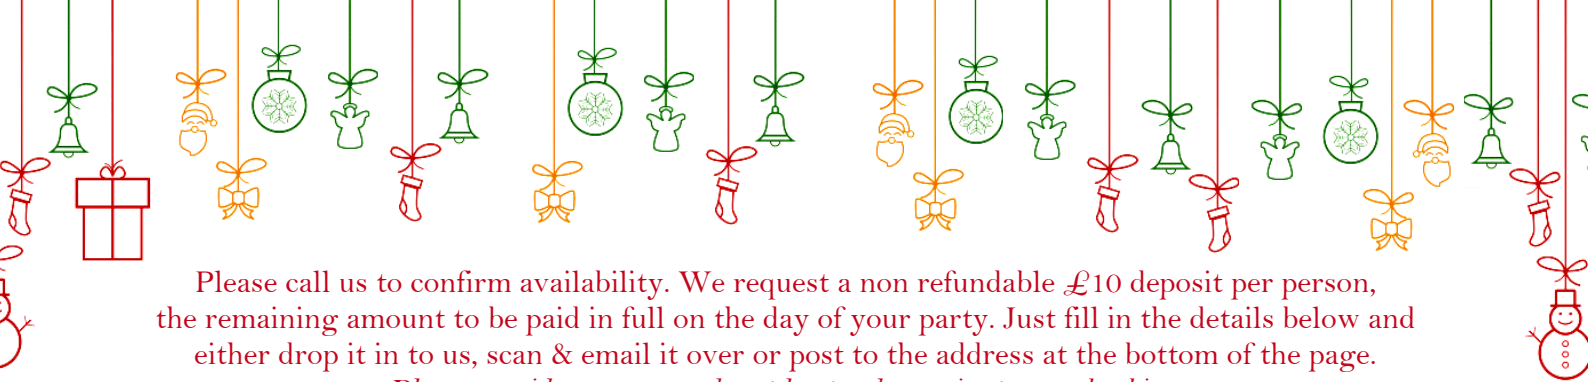 Please call us to confirm availability. We request a non refundable £10 deposit per person,
the remaining amount to be paid in full on the day of your party. Just fill in the details below and
either drop it in to us, scan & email it over or post to the address at the bottom of the page.